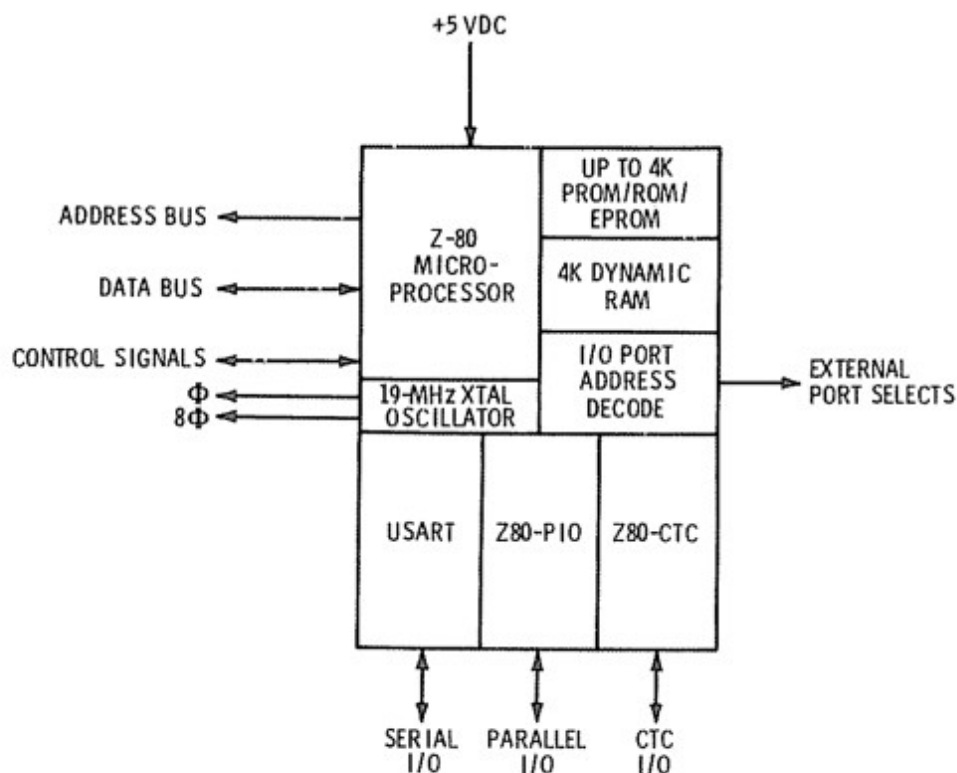 +5 VDC
UP TO 4K
PROM/ROM/
EPROM
ADDRESS BUS
Z-80
MICRO-
PROCESSOR
DATA BUS
4K DYNAMIC
RAM
CONTROL SIGNALS
I/O PORT
ADDRESS
DECODE
EXTERNAL
PORT SELECTS
Φ
8Φ
19-MHz XTAL
OSCILLATOR
USART
Z80-PIO
Z80-CTC
SERIAL
I/O
PARALLEL
I/O
CTC
I/O